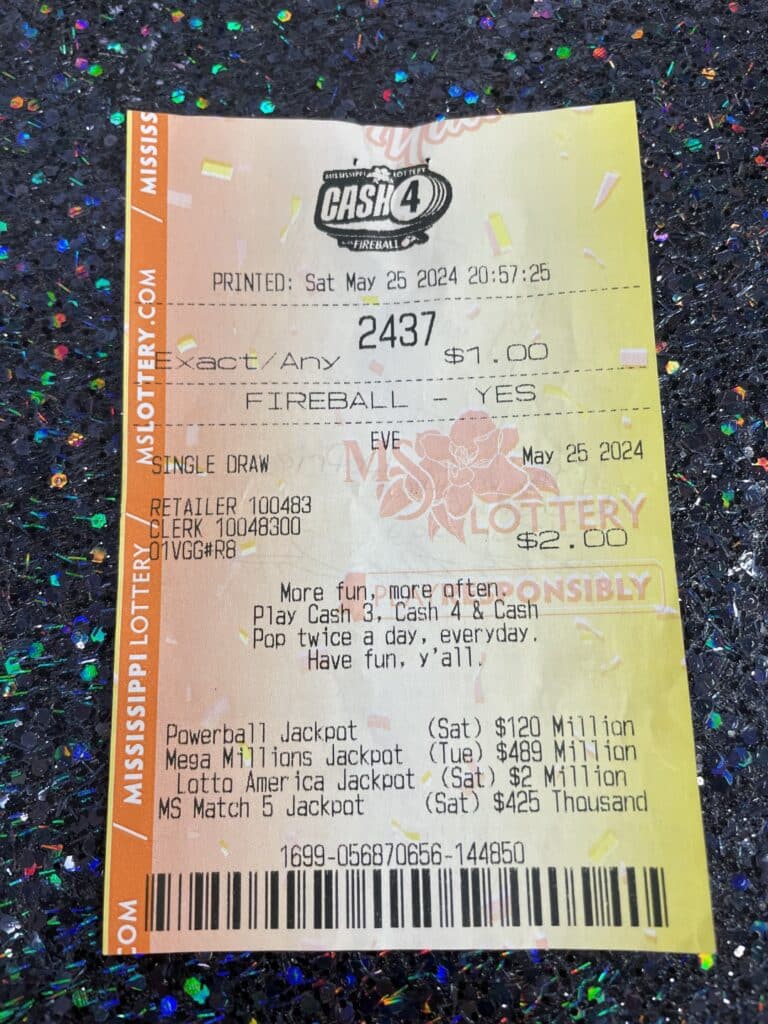 MISSISSIPPI LOTTERY
CASH 4
FIREBALL
PRINTED: Sat May 25 2024 20:57:25
2437
Exact/Any $1.00
FIREBALL - YES
EVE
SINGLE DRAW May 25 2024
MS
LOTTERY
RETAILER 100483
CLERK 10048300
01VGG#R8
$2.00
PLAY RESPONSIBLY
More fun, more often.
Play Cash 3, Cash 4 & Cash
Pop twice a day, everyday.
Have fun, y'all.
Powerball Jackpot (Sat) $120 Million
Mega Millions Jackpot (Tue) $489 Million
Lotto America Jackpot (Sat) $2 Million
MS Match 5 Jackpot (Sat) $425 Thousand
1699-056870656-144850
.COM / MISSISSIPPI LOTTERY / MSLOTTERY.COM / MISSISS